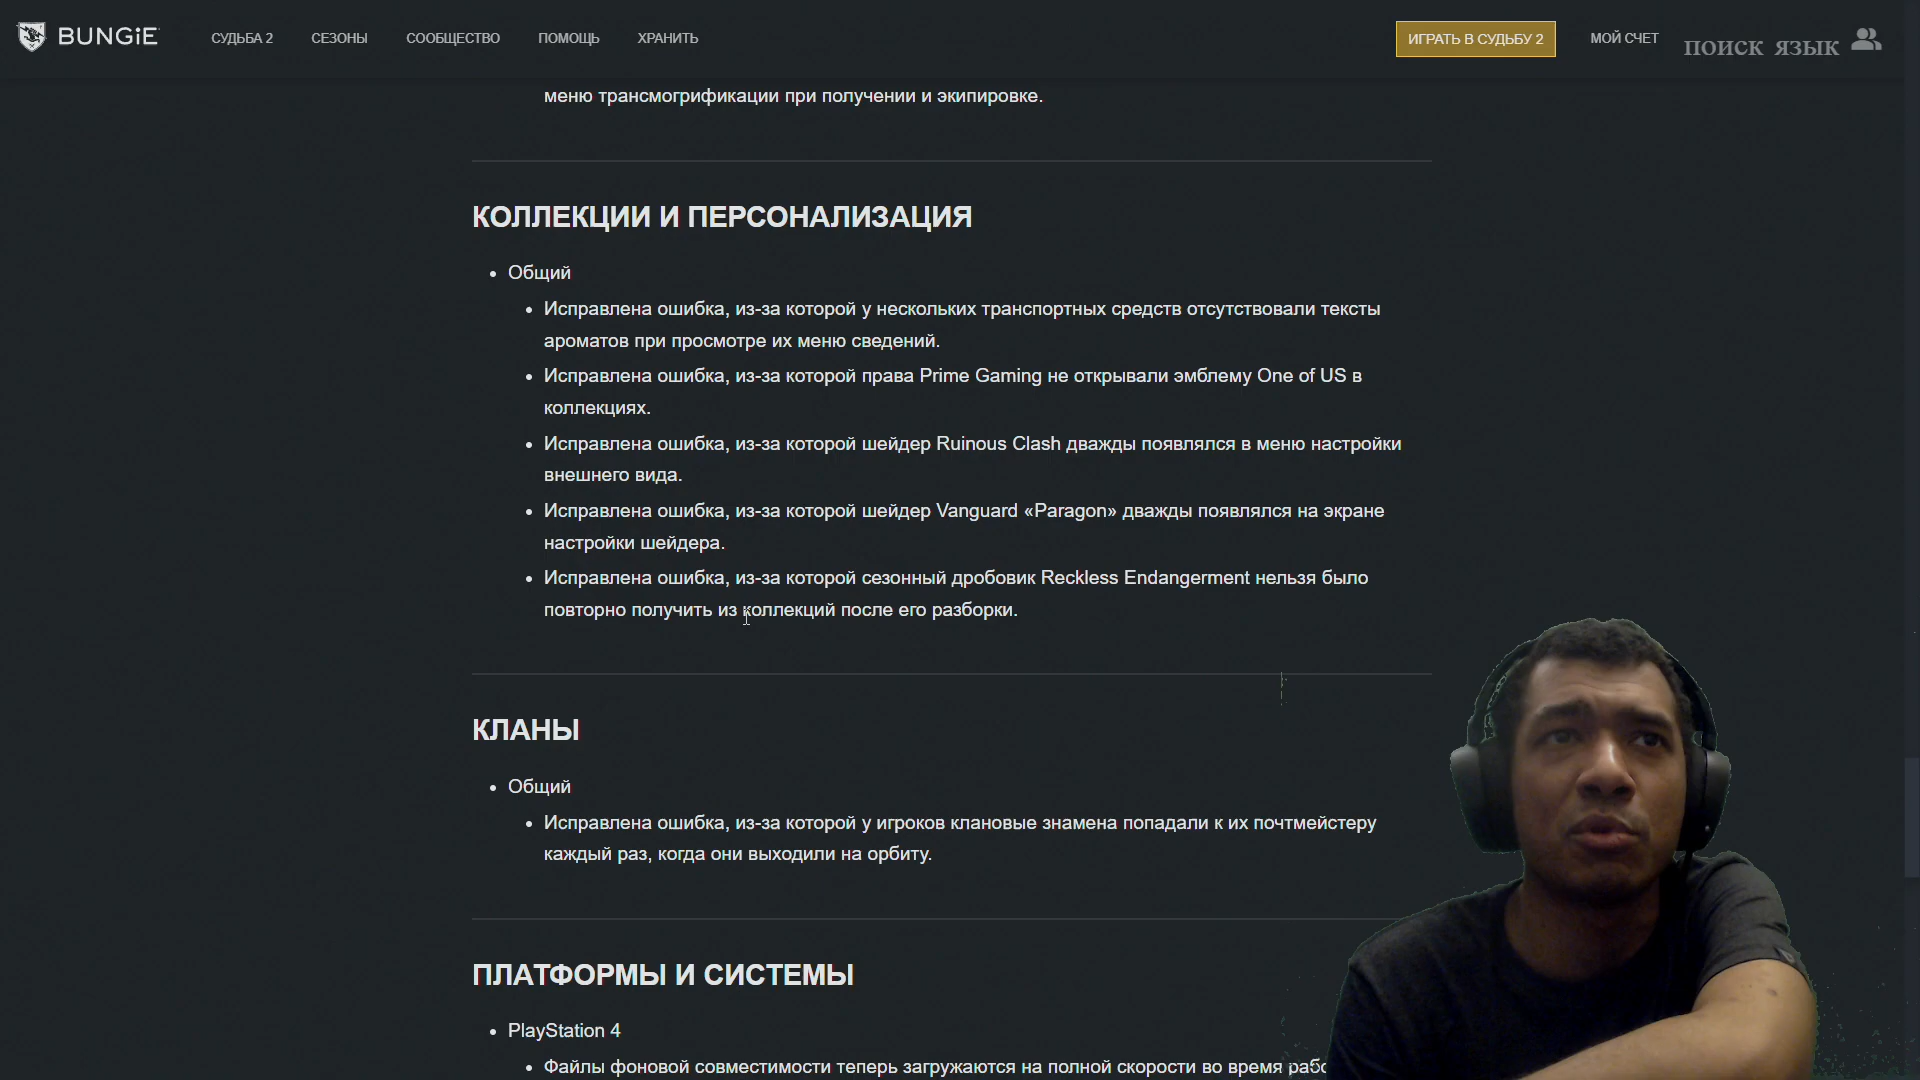 BUNGiE
СУДЬБА 2 СЕЗОНЫ СООБЩЕСТВО ПОМОЩЬ ХРАНИТЬ ИГРАТЬ В СУДЬБУ 2 МОЙ СЧЕТ ПОИСК ЯЗЫК
меню трансмогрификации при получении и экипировке.
КОЛЛЕКЦИИ И ПЕРСОНАЛИЗАЦИЯ
Общий
Исправлена ошибка, из-за которой у нескольких транспортных средств отсутствовали тексты
ароматов при просмотре их меню сведений.
Исправлена ошибка, из-за которой права Prime Gaming не открывали эмблему One of US в
коллекциях.
Исправлена ошибка, из-за которой шейдер Ruinous Clash дважды появлялся в меню настройки
внешнего вида.
Исправлена ошибка, из-за которой шейдер Vanguard «Paragon» дважды появлялся на экране
настройки шейдера.
Исправлена ошибка, из-за которой сезонный дробовик Reckless Endangerment нельзя было
повторно получить из коллекций после его разборки.
КЛАНЫ
Общий
Исправлена ошибка, из-за которой у игроков клановые знамена попадали к их почтмейстеру
каждый раз, когда они выходили на орбиту.
ПЛАТФОРМЫ И СИСТЕМЫ
PlayStation 4
Файлы фоновой совместимости теперь загружаются на полной скорости во время